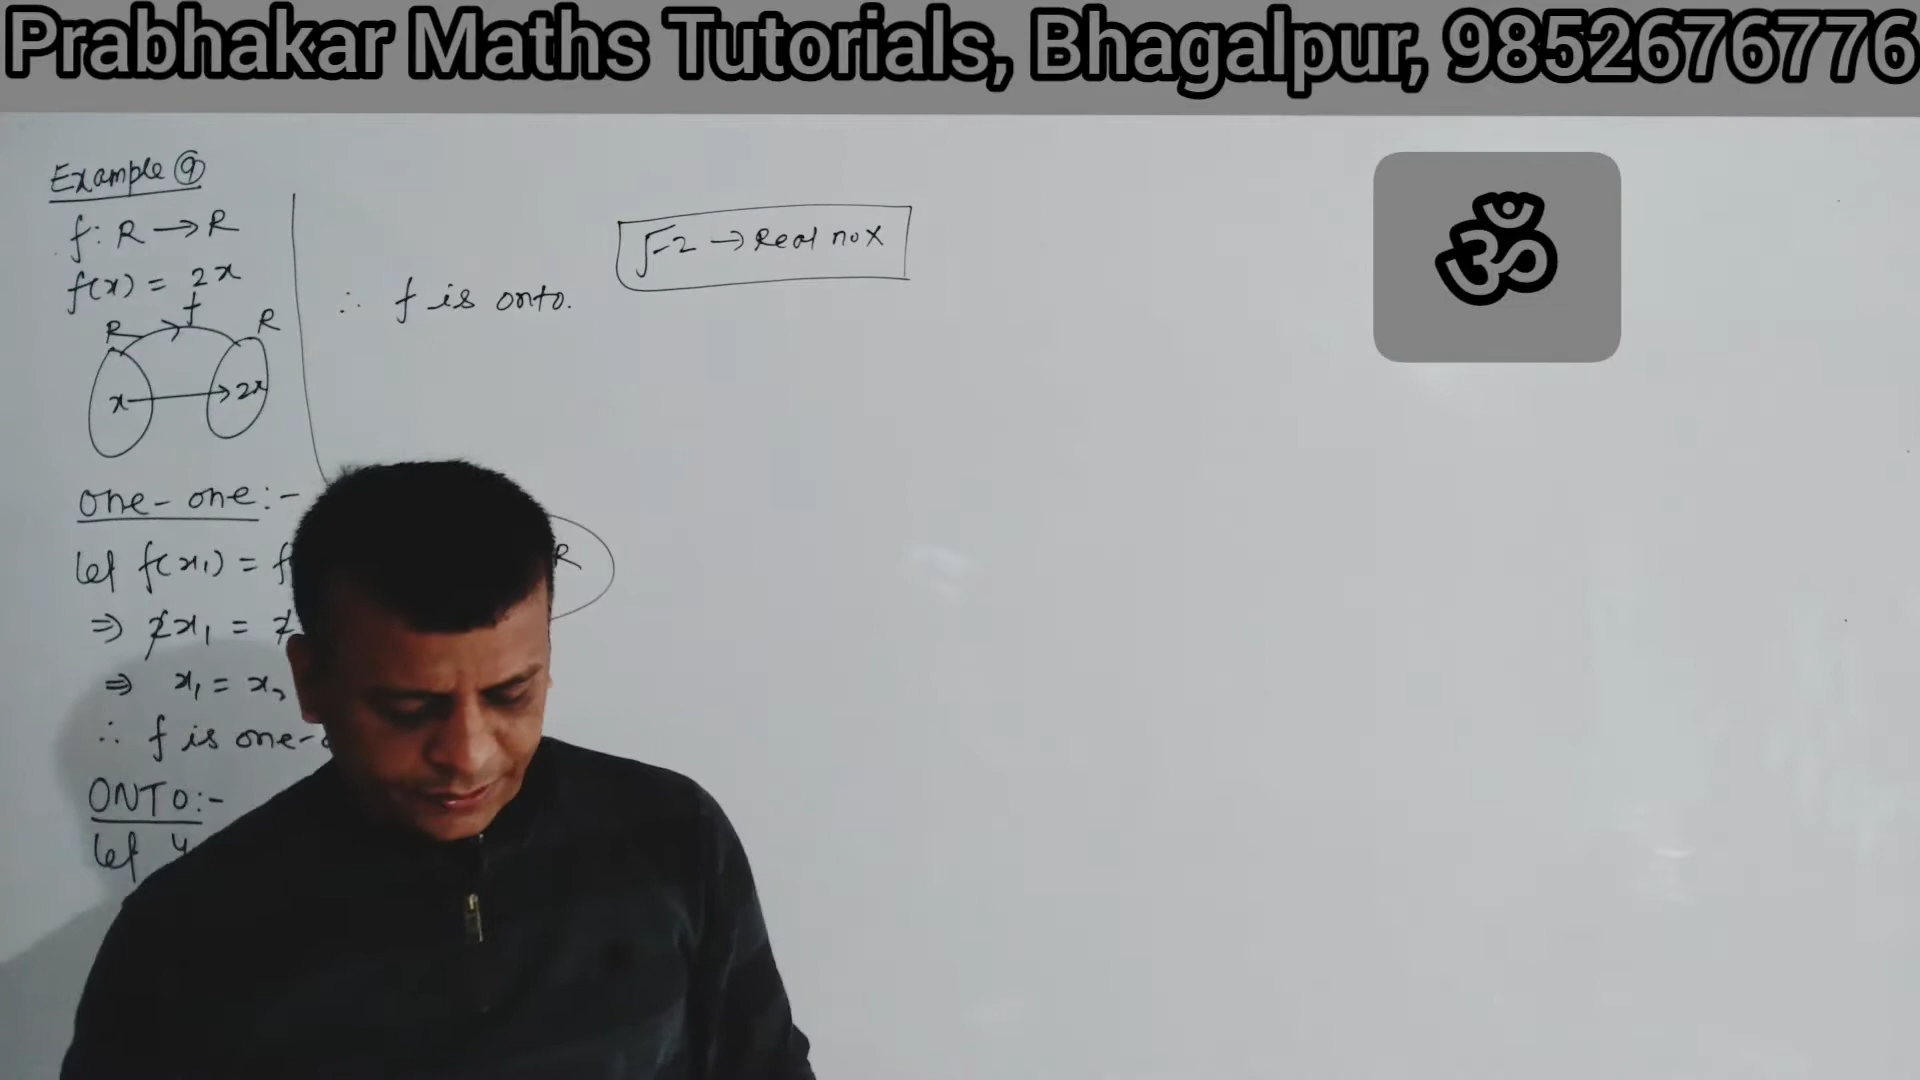 Prabhakar Maths Tutorials, Bhagalpur, 9852676776
ॐ
Example ⑨
f: R → R
f(x) = 2x
f
R R
x → 2x
one-one:-
let f(x₁) = f
⇒ 2x₁ = 2
⇒ x₁ = x₂
∴ f is one-
ONTO:-
let y
∴ f is onto.
√-2 → Real no X
R